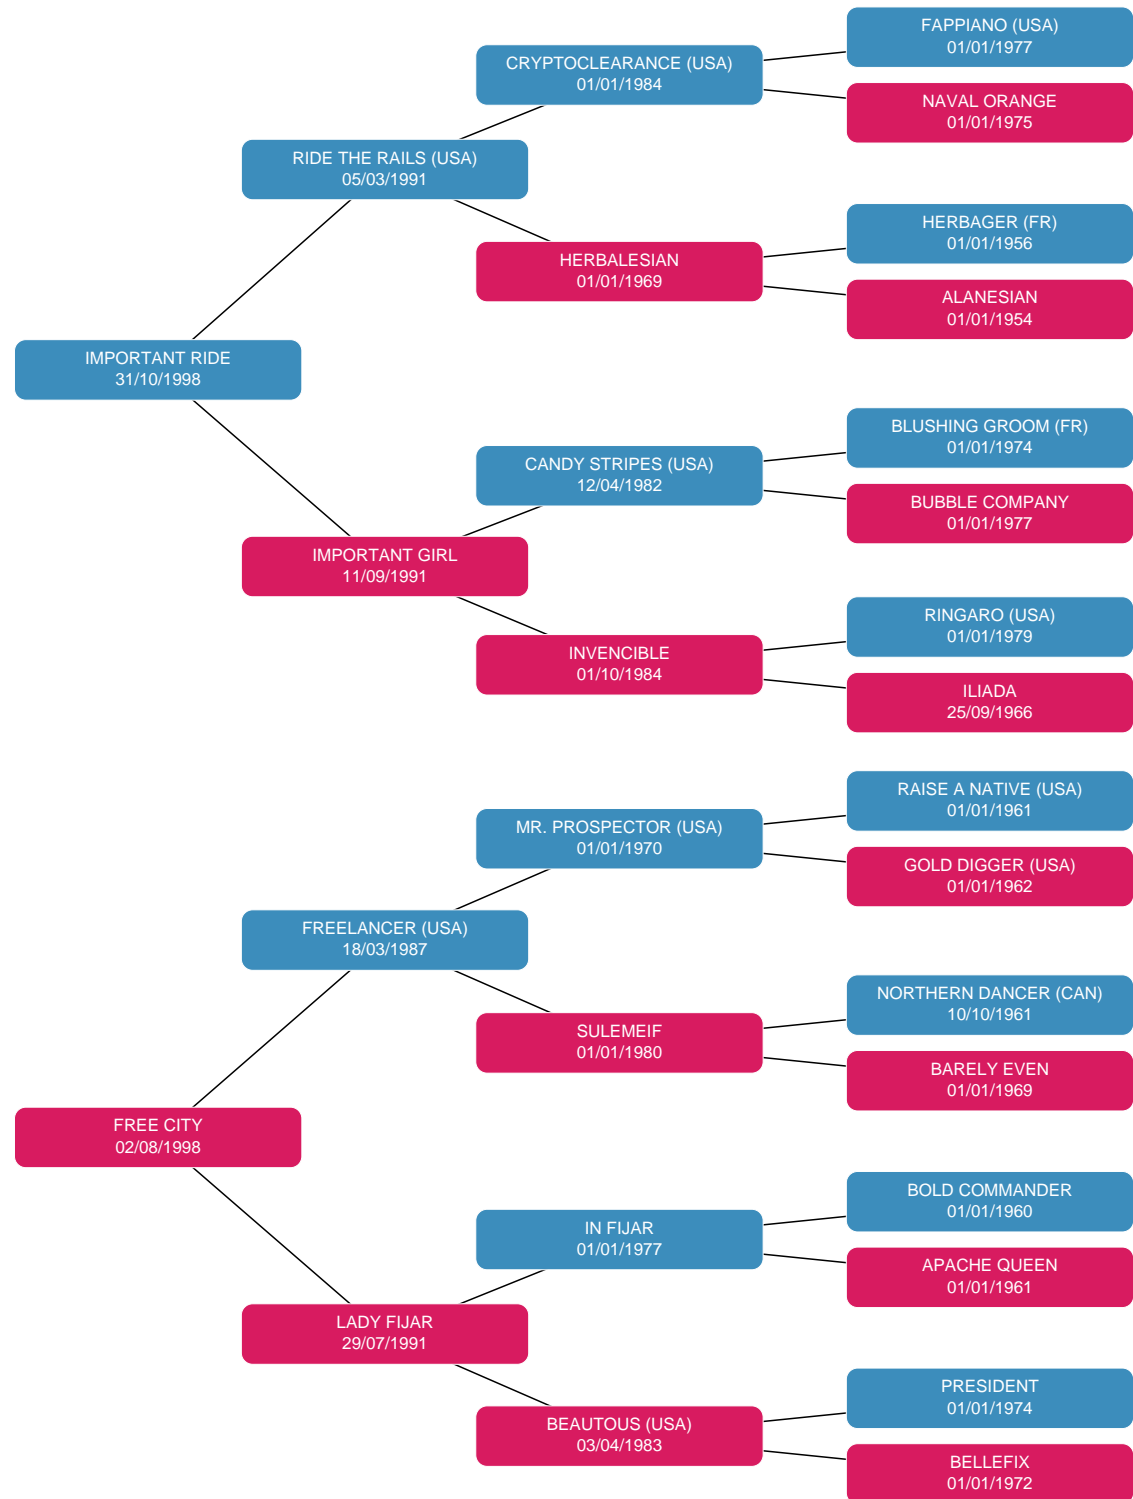 FAPPIANO (USA)
01/01/1977
CRYPTOCLEARANCE (USA)
01/01/1984
NAVAL ORANGE
01/01/1975
RIDE THE RAILS (USA)
05/03/1991
HERBAGER (FR)
01/01/1956
HERBALESIAN
01/01/1969
ALANESIAN
01/01/1954
IMPORTANT RIDE
31/10/1998
BLUSHING GROOM (FR)
01/01/1974
CANDY STRIPES (USA)
12/04/1982
BUBBLE COMPANY
01/01/1977
IMPORTANT GIRL
11/09/1991
RINGARO (USA)
01/01/1979
INVENCIBLE
01/10/1984
ILIADA
25/09/1966
RAISE A NATIVE (USA)
01/01/1961
MR. PROSPECTOR (USA)
01/01/1970
GOLD DIGGER (USA)
01/01/1962
FREELANCER (USA)
18/03/1987
NORTHERN DANCER (CAN)
10/10/1961
SULEMEIF
01/01/1980
BARELY EVEN
01/01/1969
FREE CITY
02/08/1998
BOLD COMMANDER
01/01/1960
IN FIJAR
01/01/1977
APACHE QUEEN
01/01/1961
LADY FIJAR
29/07/1991
PRESIDENT
01/01/1974
BEAUTOUS (USA)
03/04/1983
BELLEFIX
01/01/1972